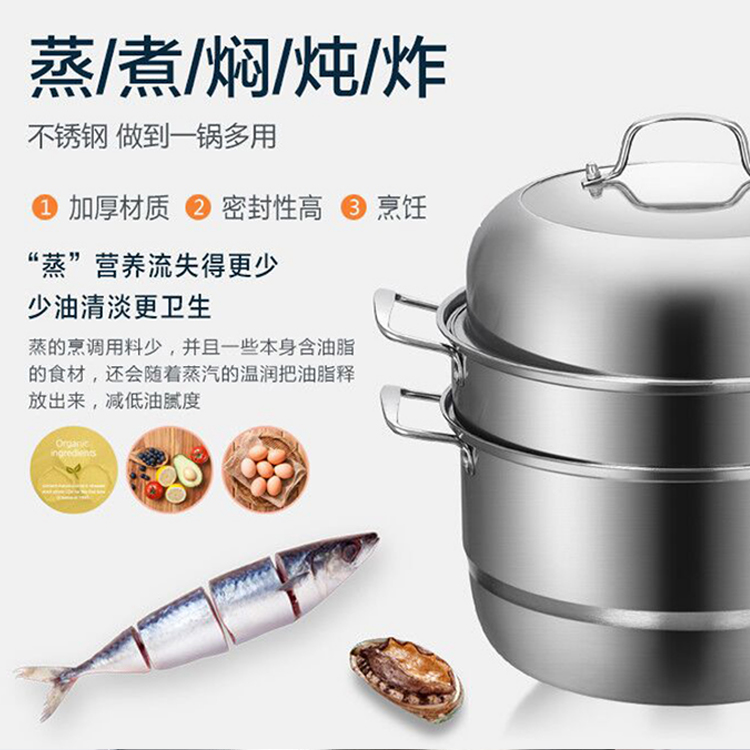 蒸/煮/焖/炖/炸
不锈钢 做到一锅多用
1 加厚材质 2 密封性高 3 烹饪
“蒸”营养流失得更少
少油清淡更卫生
蒸的烹调用料少，并且一些本身含油脂
的食材，还会随着蒸汽的温润把油脂释
放出来，减低油腻度
Organic
ingredients